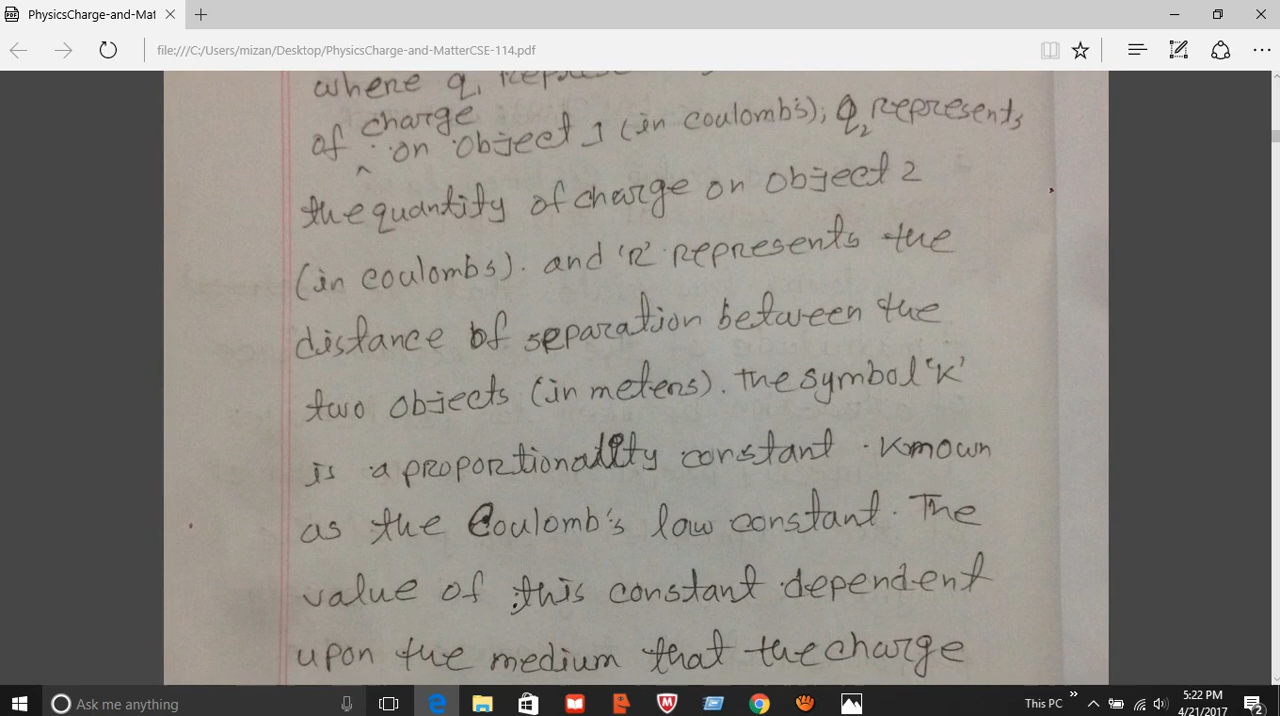 PhysicsCharge-and-Mat
file:///C:/Users/mizan/Desktop/PhysicsCharge-and-MatterCSE-114.pdf
where q1
of charge on object 1 (in coulombs); Q2 represents
the quantity of charge on object 2
(in coulombs). and 'R' represents the
distance of separation between the
two objects (in meters). The symbol 'K'
is a proportionality constant. Kmown
as the Coulomb's law constant. The
value of this constant dependent
upon the medium that the charge
Ask me anything
This PC
5:22 PM
4/21/2017
2